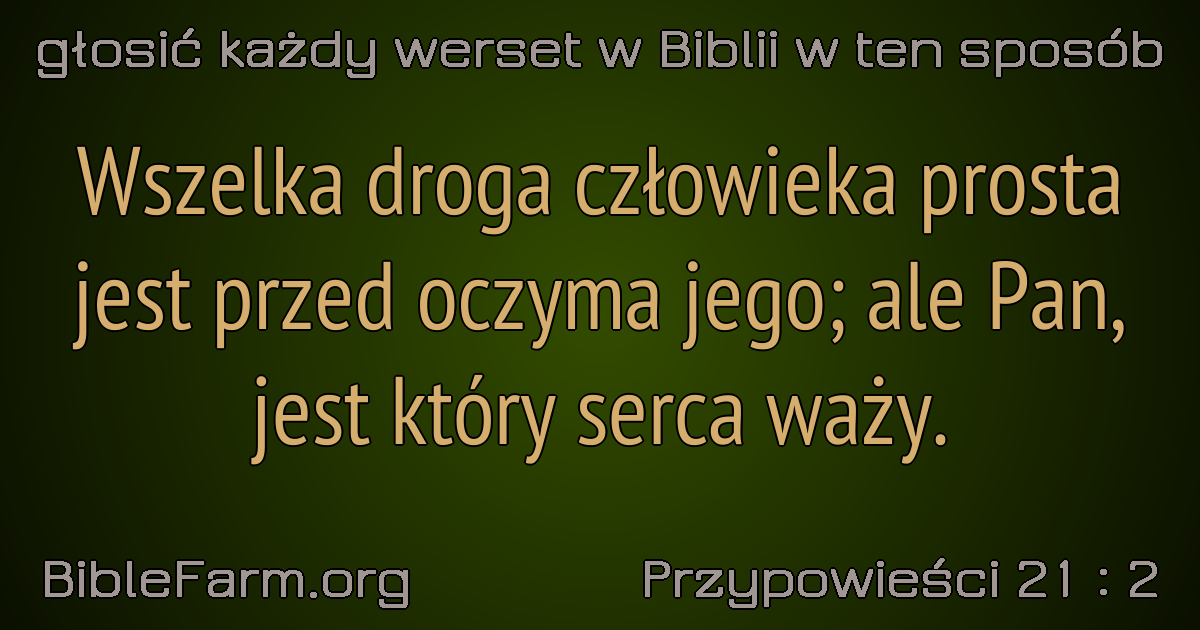 głosić każdy werset w Biblii w ten sposób
Wszelka droga człowieka prosta
jest przed oczyma jego; ale Pan,
jest który serca waży.
BibleFarm.org
Przypowieści 21 : 2